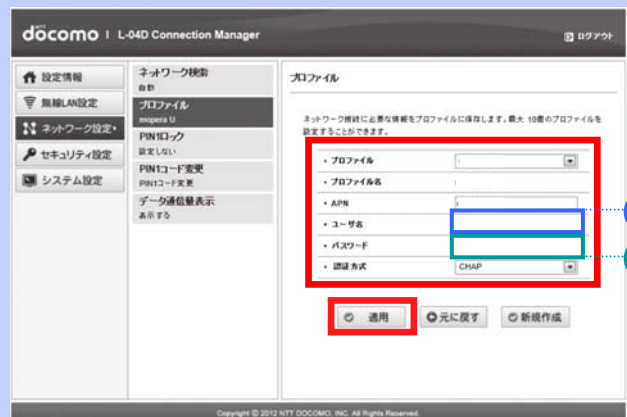 NTT
docomo | L-04D Connection Manager
ログアウト
設定情報
無線LAN設定
ネットワーク設定
セキュリティ設定
システム設定
ネットワーク検索
自動
プロファイル
mopera U
PIN1ロック
設定しない
PIN1コード変更
PIN1コード変更
データ通信量表示
表示する
プロファイル
ネットワーク接続に必要な情報をプロファイルに保存します。最大 10個のプロファイルを
設定することができます。
・プロファイル
・プロファイル名
・APN
・ユーザ名
・パスワード
・認証方式 CHAP
適用 元に戻す 新規作成
Copyright © 2012 NTT DOCOMO, INC. All Rights Reserved.